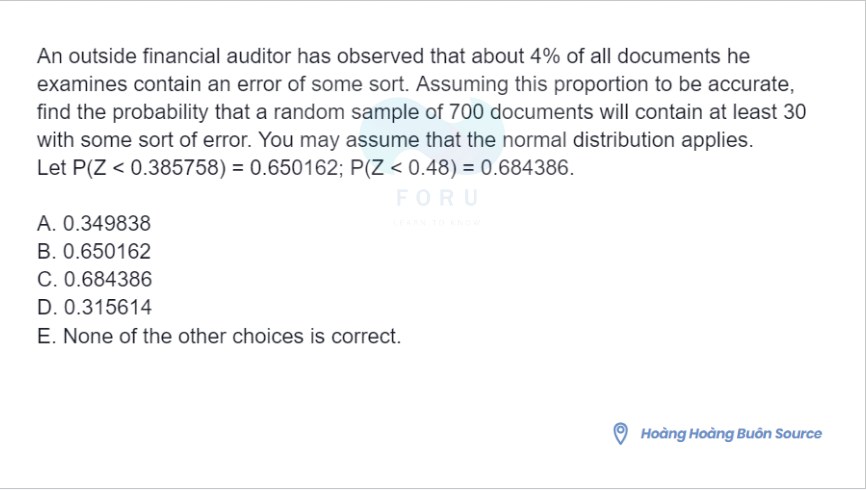 An outside financial auditor has observed that about 4% of all documents he
examines contain an error of some sort. Assuming this proportion to be accurate,
find the probability that a random sample of 700 documents will contain at least 30
with some sort of error. You may assume that the normal distribution applies.
Let P(Z < 0.385758) = 0.650162; P(Z < 0.48) = 0.684386.
FORU
A. 0.349838
B. 0.650162
C. 0.684386
D. 0.315614
E. None of the other choices is correct.
Hoàng Hoàng Buôn Source